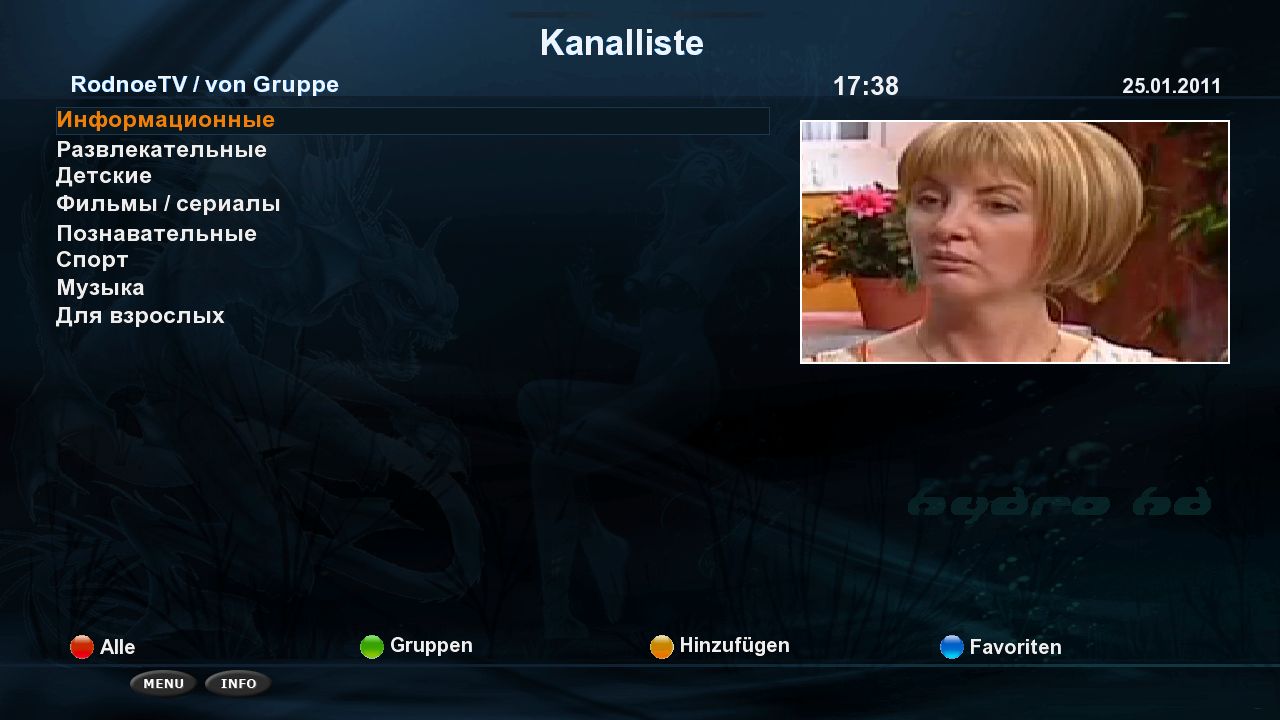 Kanalliste
RodnoeTV / von Gruppe
17:38
25.01.2011
Информационные
Развлекательные
Детские
Фильмы / сериалы
Познавательные
Спорт
Музыка
Для взрослых
hydro hd
Alle
Gruppen
Hinzufügen
Favoriten
MENU
INFO